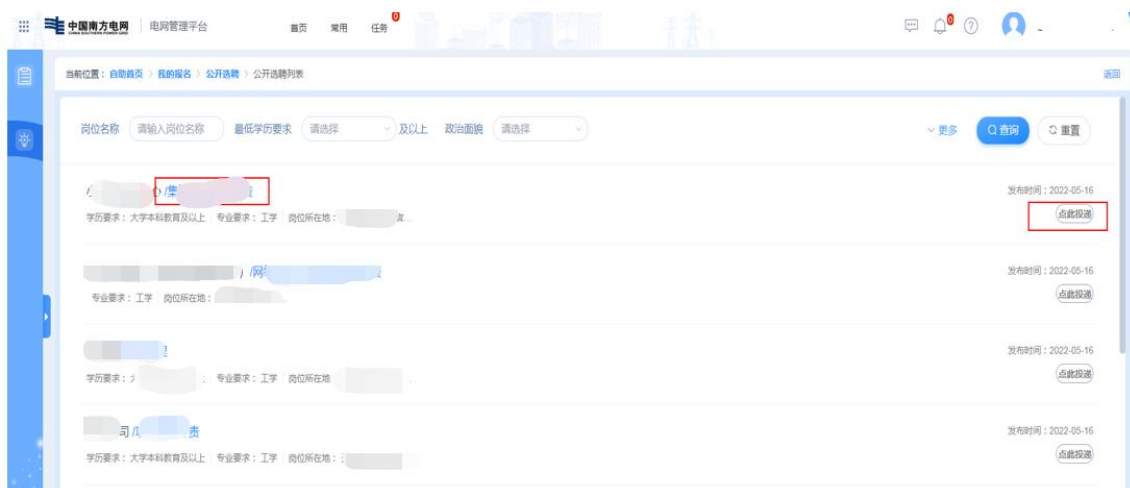 中国南方电网 电网管理平台 首页 常用 任务 0 0
CHINA SOUTHERN POWER GRID
当前位置：自助首页 〉我的报名 〉公开选聘 〉公开选聘列表 返回
岗位名称 请输入岗位名称 最低学历要求 请选择 及以上 政治面貌 请选择 更多 查询 重置
/集 发布时间：2022-05-16
学历要求：大学本科教育及以上 专业要求：工学 岗位所在地： ... 点此投递
) /网 发布时间：2022-05-16
专业要求：工学 岗位所在地： 点此投递
发布时间：2022-05-16
学历要求： 专业要求：工学 岗位所在地 点此投递
司 / 责 发布时间：2022-05-16
学历要求：大学本科教育及以上 专业要求：工学 岗位所在地： 点此投递